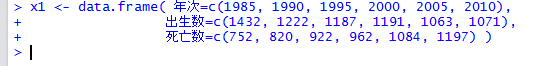 > x1 <- data.frame( 年次=c(1985, 1990, 1995, 2000, 2005, 2010),
+ 出生数=c(1432, 1222, 1187, 1191, 1063, 1071),
+ 死亡数=c(752, 820, 922, 962, 1084, 1197) )
>